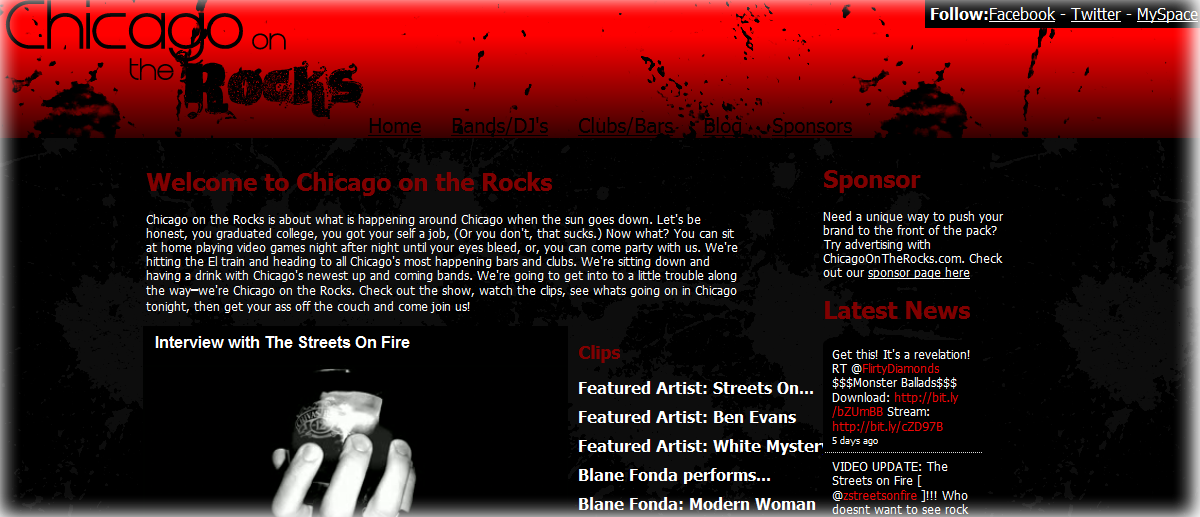 Chicago on
the Rocks
Follow:Facebook - Twitter - MySpace
Home Bands/DJ's Clubs/Bars Blog Sponsors
Welcome to Chicago on the Rocks
Chicago on the Rocks is about what is happening around Chicago when the sun goes down. Let's be
honest, you graduated college, you got your self a job, (Or you don't, that sucks.) Now what? You can sit
at home playing video games night after night until your eyes bleed, or, you can come party with us. We're
hitting the El train and heading to all Chicago's most happening bars and clubs. We're sitting down and
having a drink with Chicago's newest up and coming bands. We're going to get into to a little trouble along
the way—we're Chicago on the Rocks. Check out the show, watch the clips, see whats going on in Chicago
tonight, then get your ass off the couch and come join us!
Interview with The Streets On Fire
Clips
Featured Artist: Streets On...
Featured Artist: Ben Evans
Featured Artist: White Mystery
Blane Fonda performs...
Blane Fonda: Modern Woman
Sponsor
Need a unique way to push your
brand to the front of the pack?
Try advertising with
ChicagoOnTheRocks.com. Check
out our sponsor page here
Latest News
Get this! It's a revelation!
RT @FlirtyDiamonds
$$$Monster Ballads$$$
Download: http://bit.ly
/bZUmBB Stream:
http://bit.ly/cZD97B
5 days ago
VIDEO UPDATE: The
Streets on Fire [
@zstreetsonfire ]!!! Who
doesnt want to see rock